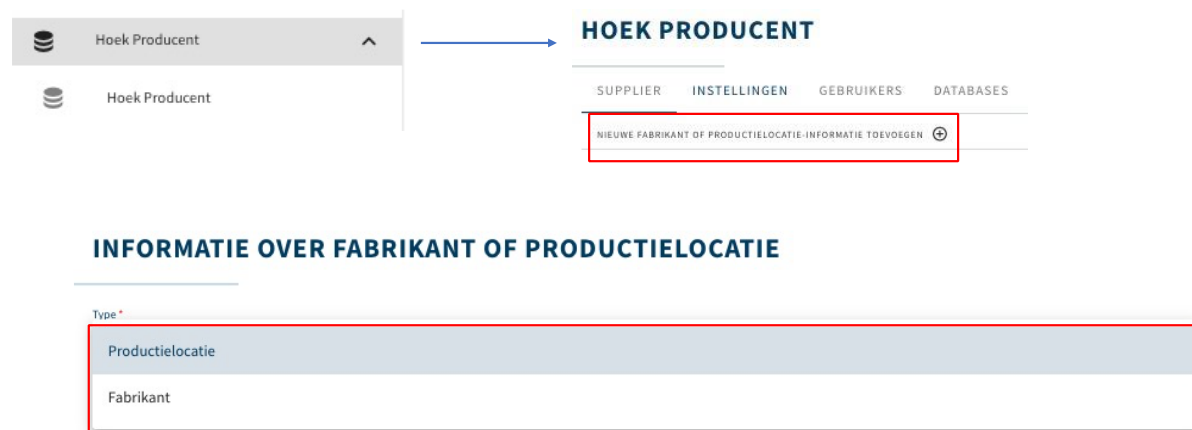 Hoek Producent
Hoek Producent
HOEK PRODUCENT
SUPPLIER INSTELLINGEN GEBRUIKERS DATABASES
NIEUWE FABRIKANT OF PRODUCTIELOCATIE-INFORMATIE TOEVOEGEN
INFORMATIE OVER FABRIKANT OF PRODUCTIELOCATIE
Type *
Productielocatie
Fabrikant